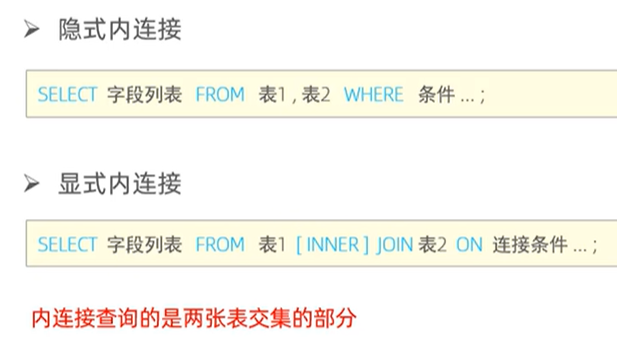 ➢ 隐式内连接
SELECT 字段列表 FROM 表1 , 表2 WHERE 条件 ... ;
➢ 显式内连接
SELECT 字段列表 FROM 表1 [ INNER ] JOIN 表2 ON 连接条件 ... ;
内连接查询的是两张表交集的部分